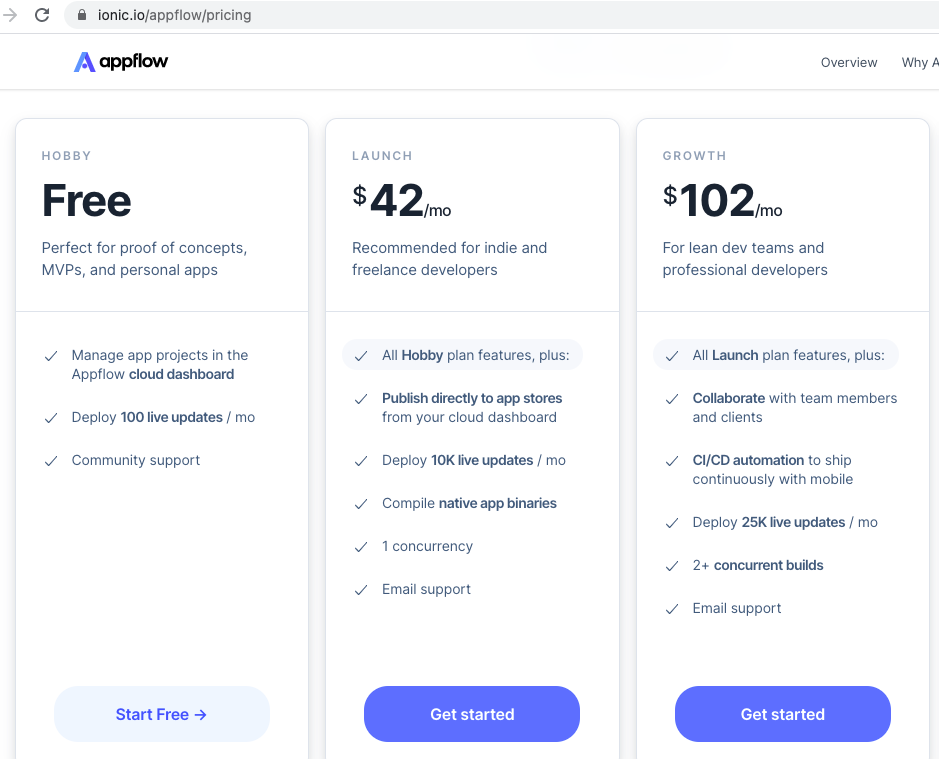 ionic.io/appflow/pricing
appflow
Overview
Why A
HOBBY
Free
Perfect for proof of concepts,
MVPs, and personal apps
Manage app projects in the
Appflow cloud dashboard
Deploy 100 live updates / mo
Community support
Start Free →
LAUNCH
$42/mo
Recommended for indie and
freelance developers
All Hobby plan features, plus:
Publish directly to app stores
from your cloud dashboard
Deploy 10K live updates / mo
Compile native app binaries
1 concurrency
Email support
Get started
GROWTH
$102/mo
For lean dev teams and
professional developers
All Launch plan features, plus:
Collaborate with team members
and clients
CI/CD automation to ship
continuously with mobile
Deploy 25K live updates / mo
2+ concurrent builds
Email support
Get started